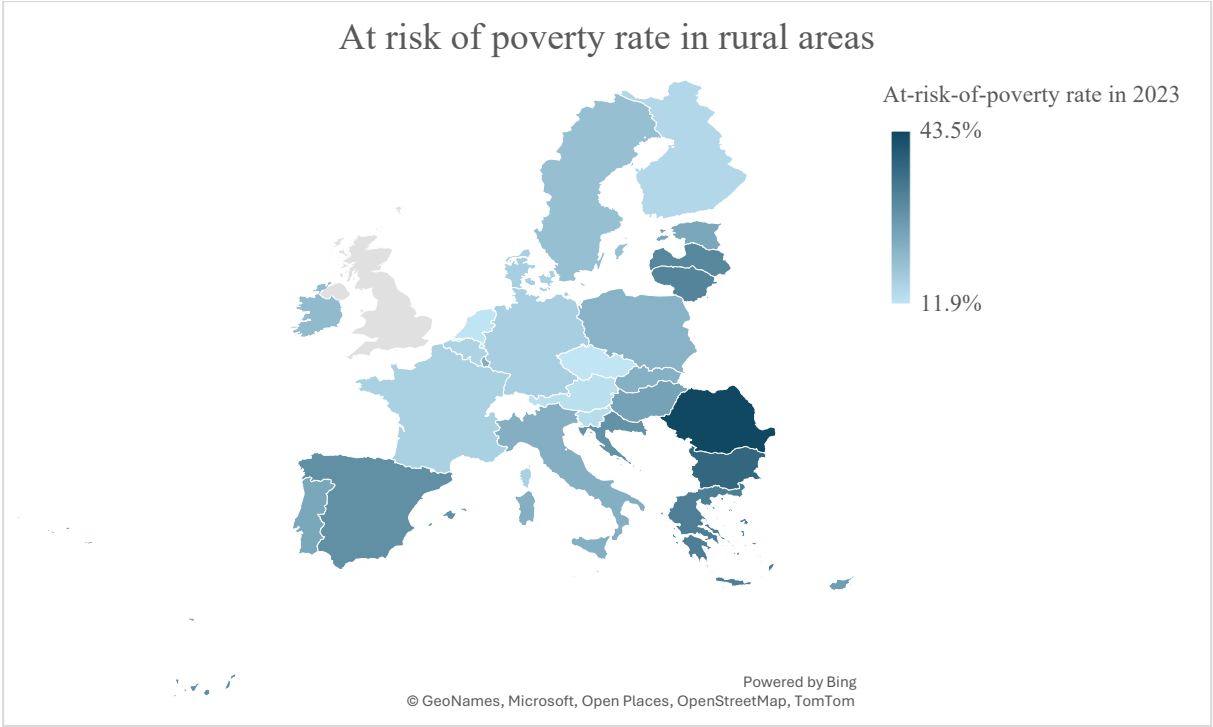 At risk of poverty rate in rural areas
At-risk-of-poverty rate in 2023
43.5%
11.9%
Powered by Bing
© GeoNames, Microsoft, Open Places, OpenStreetMap, TomTom